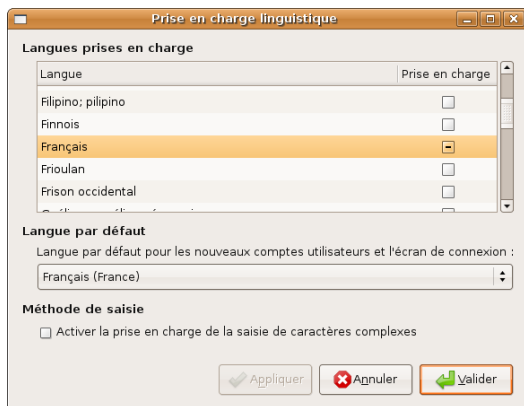 Prise en charge linguistique
Langues prises en charge
Langue Prise en charge
Filipino; pilipino
Finnois
Français
Frioulan
Frison occidental
Langue par défaut
Langue par défaut pour les nouveaux comptes utilisateurs et l'écran de connexion :
Français (France)
Méthode de saisie
Activer la prise en charge de la saisie de caractères complexes
Appliquer Annuler Valider